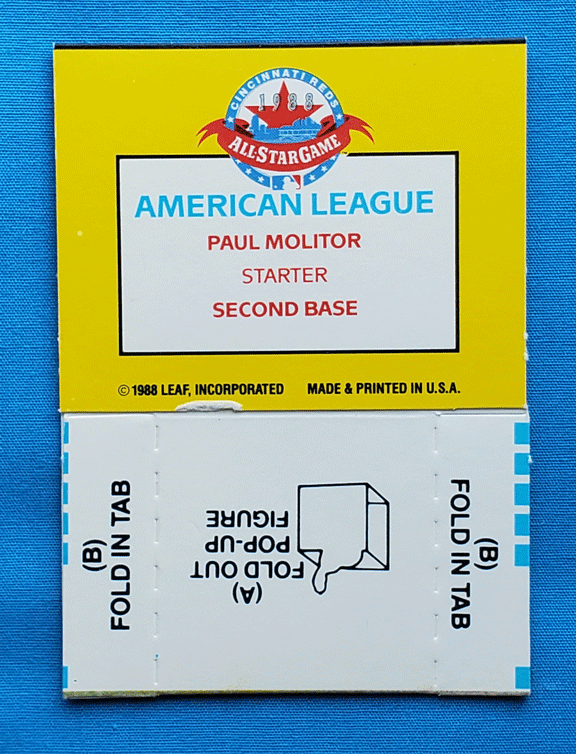 CINCINNATI REDS
1988
ALL·STAR GAME
AMERICAN LEAGUE
PAUL MOLITOR
STARTER
SECOND BASE
© 1988 LEAF, INCORPORATED MADE & PRINTED IN U.S.A.
(B)
FOLD IN TAB
(A)
FOLD OUT
POP-UP
FIGURE
(B)
FOLD IN TAB